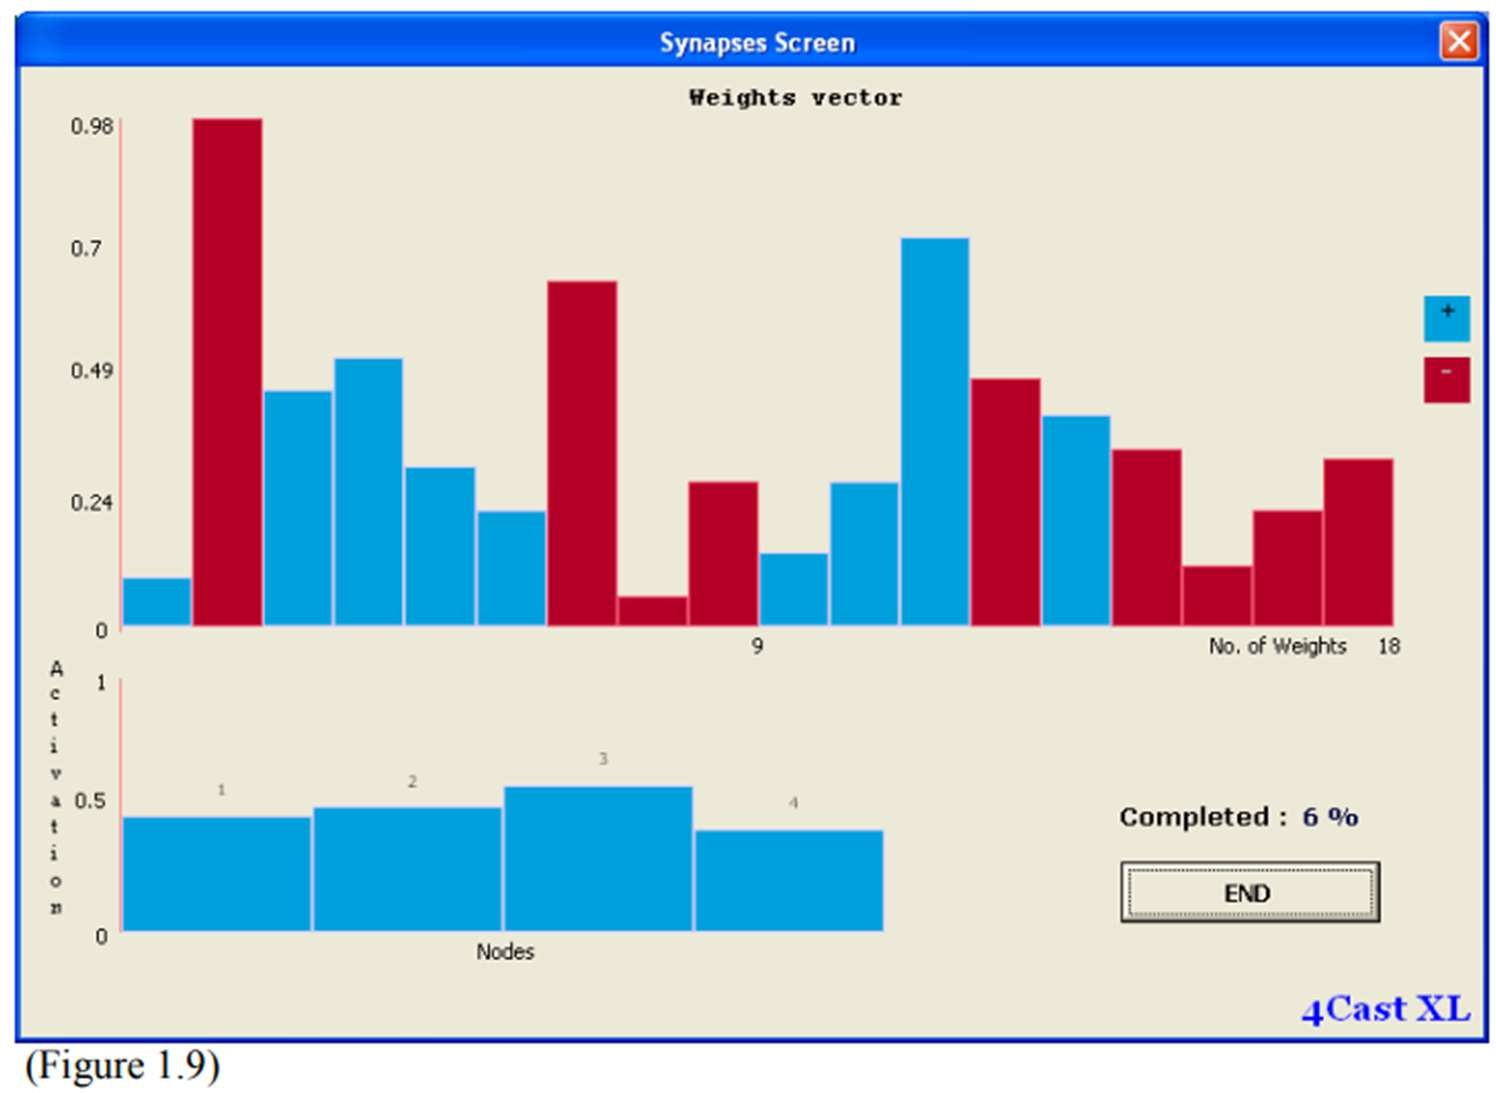 Synapses Screen
Weights vector
0.98
0.7
0.49
0.24
0
+
-
9
No. of Weights 18
Activation
1
0.5
0
1
2
3
4
Nodes
Completed : 6 %
END
4Cast XL
(Figure 1.9)